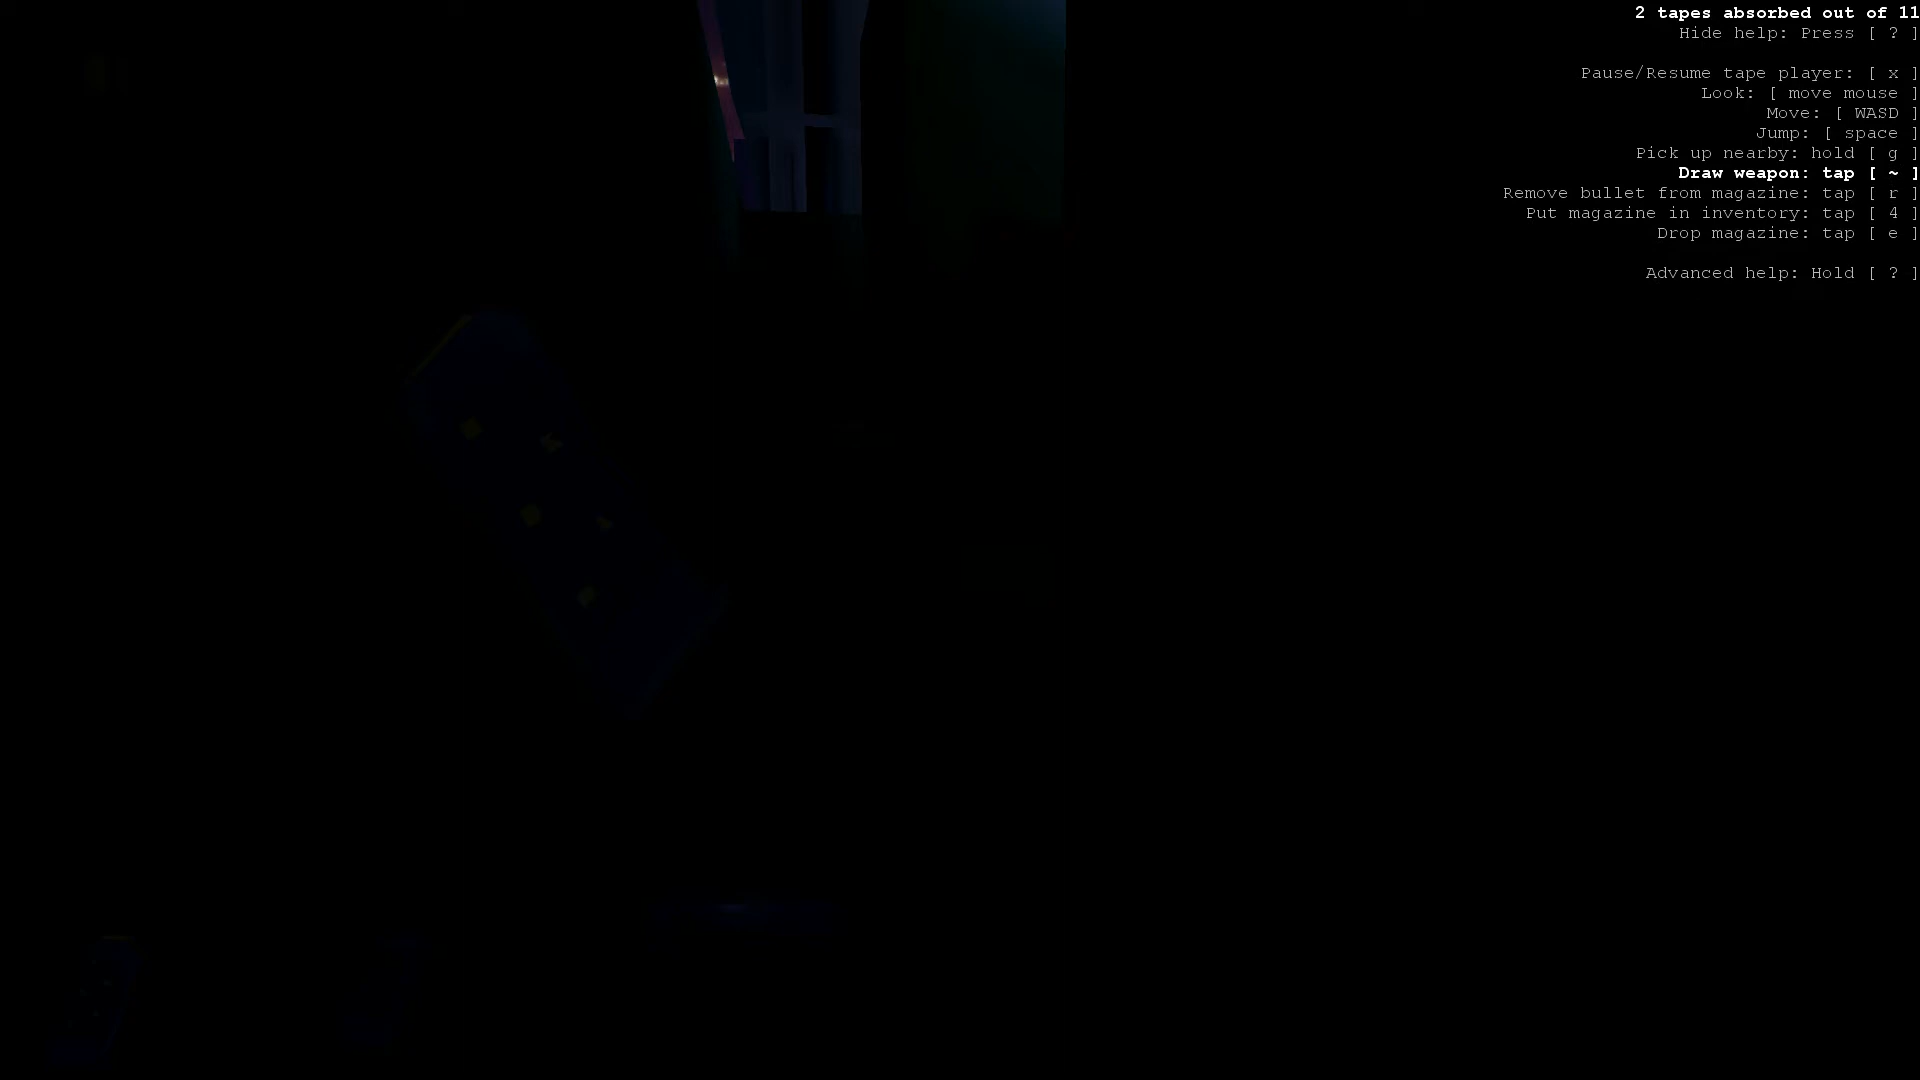 2 tapes absorbed out of 11
Hide help: Press [ ? ]
Pause/Resume tape player: [ x ]
Look: [ move mouse ]
Move: [ WASD ]
Jump: [ space ]
Pick up nearby: hold [ g ]
Draw weapon: tap [ ~ ]
Remove bullet from magazine: tap [ r ]
Put magazine in inventory: tap [ 4 ]
Drop magazine: tap [ e ]
Advanced help: Hold [ ? ]